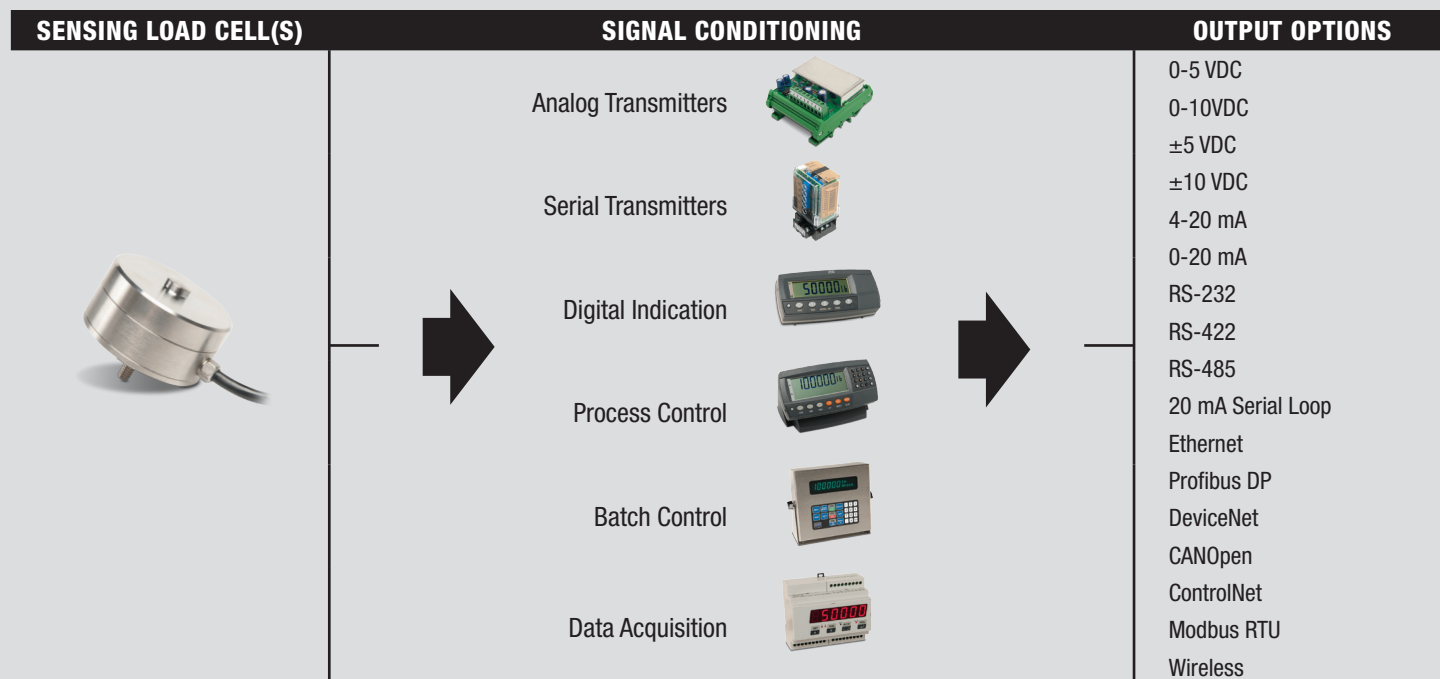 SENSING LOAD CELL(S)
SIGNAL CONDITIONING
OUTPUT OPTIONS
Analog Transmitters
Serial Transmitters
Digital Indication
50000
Process Control
Batch Control
Data Acquisition
50000
0-5 VDC
0-10VDC
±5 VDC
±10 VDC
4-20 mA
0-20 mA
RS-232
RS-422
RS-485
20 mA Serial Loop
Ethernet
Profibus DP
DeviceNet
CANOpen
ControlNet
Modbus RTU
Wireless